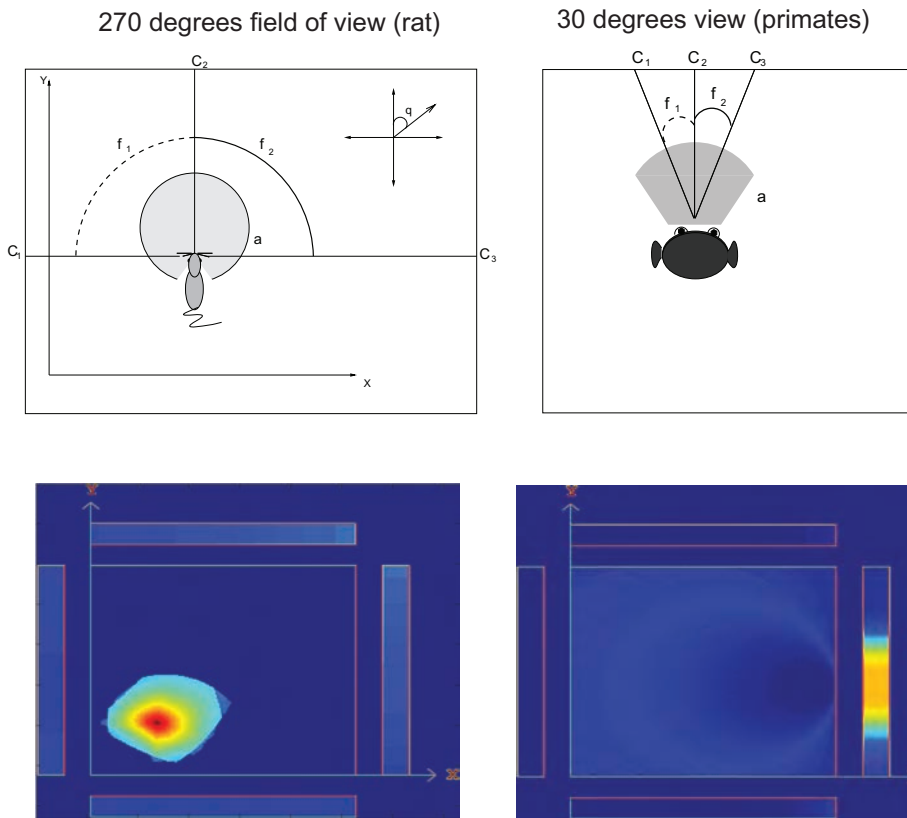 270 degrees field of view (rat)
30 degrees view (primates)
C2
Y
q
f1
f2
a
C1
C3
X
C1
C2
C3
f1
f2
a
Y
X
Y